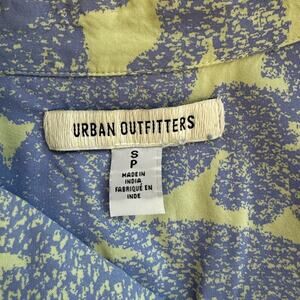 URBAN OUTFITTERS
S
P
MADE IN
INDIA
FABRIQUÉ EN
INDE